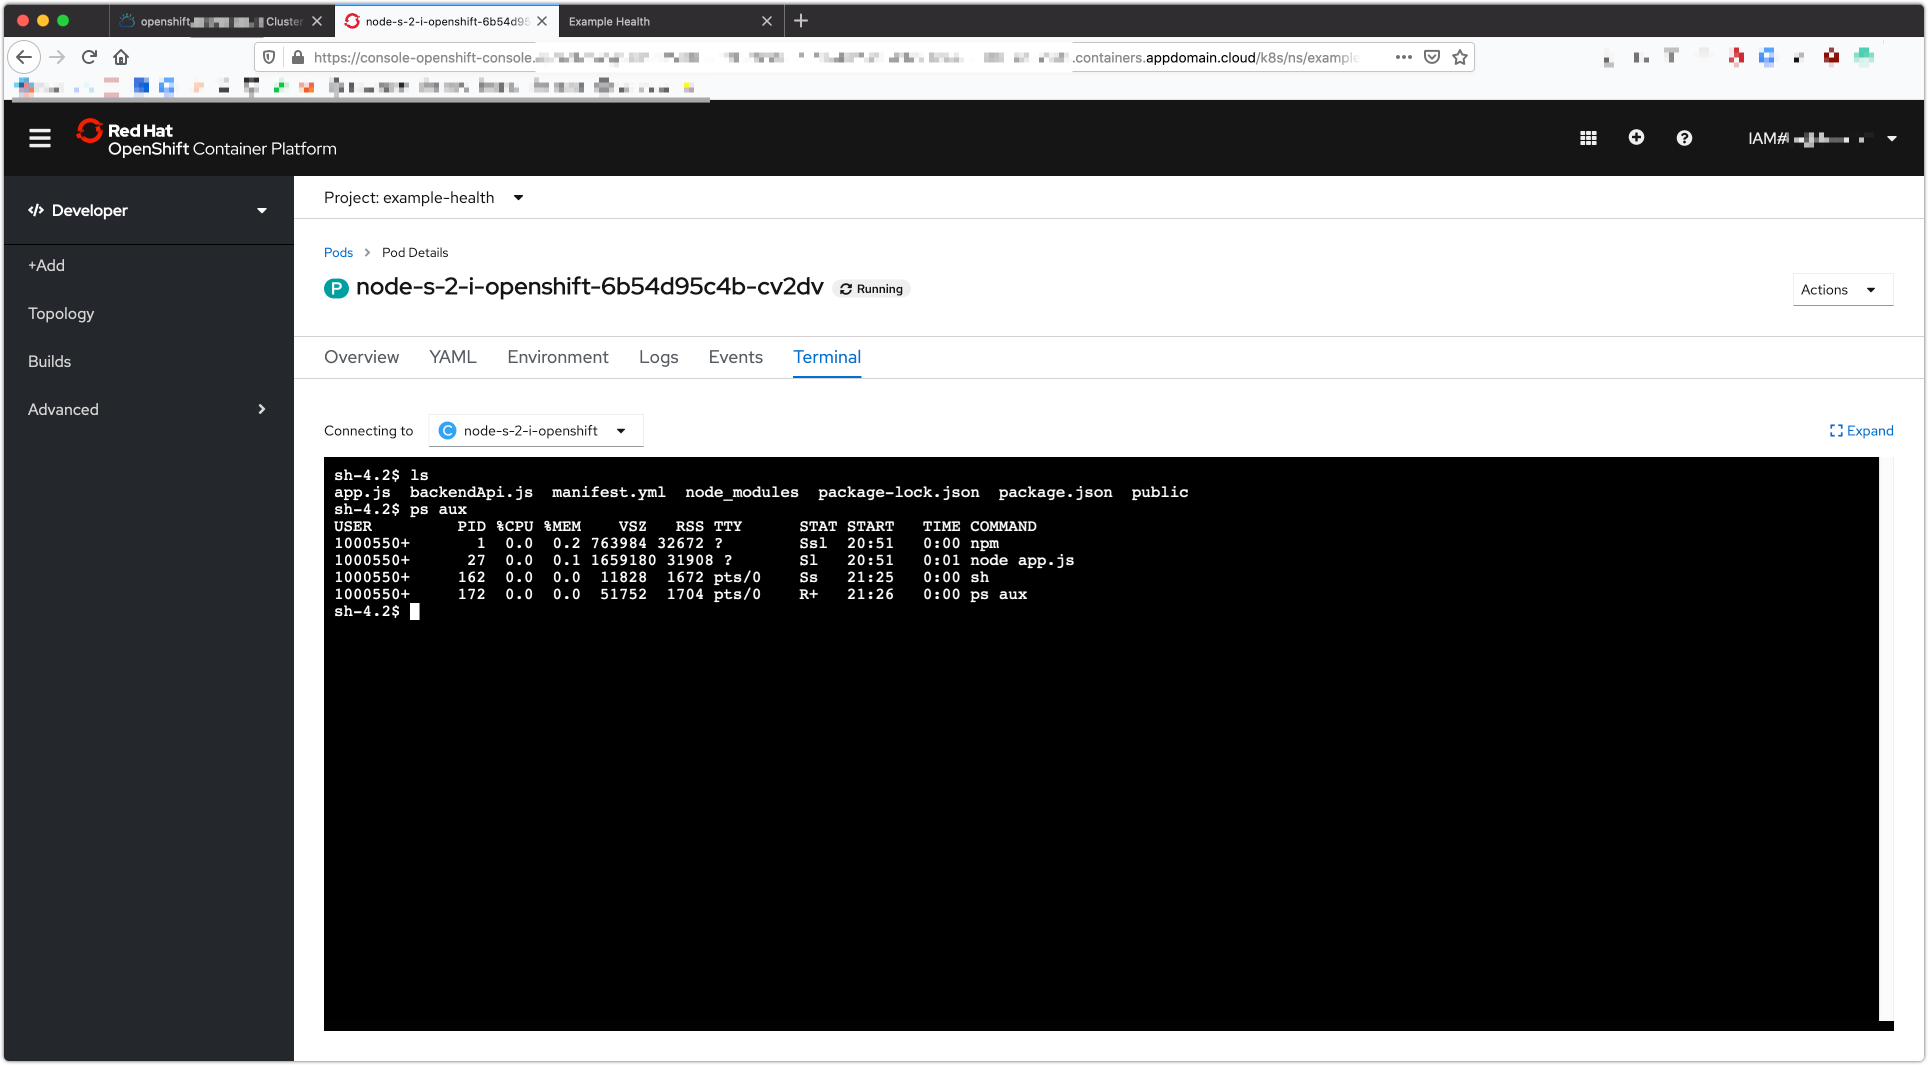 openshift Cluster
node-s-2-i-openshift-6b54d95
Example Health
https://console-openshift-console. .containers.appdomain.cloud/k8s/ns/example
Red Hat
OpenShift Container Platform
IAM#
Developer
Project: example-health
+Add
Topology
Builds
Advanced
Pods > Pod Details
P node-s-2-i-openshift-6b54d95c4b-cv2dv Running
Actions
Overview YAML Environment Logs Events Terminal
Connecting to C node-s-2-i-openshift
Expand
sh-4.2$ ls
app.js  backendApi.js  manifest.yml  node_modules  package-lock.json  package.json  public
sh-4.2$ ps aux
USER         PID %CPU %MEM    VSZ   RSS TTY      STAT START   TIME COMMAND
1000550+       1  0.0  0.2 763984 32672 ?        Ssl  20:51   0:00 npm
1000550+      27  0.0  0.1 1659180 31908 ?       Sl   20:51   0:01 node app.js
1000550+     162  0.0  0.0  11828  1672 pts/0    Ss   21:25   0:00 sh
1000550+     172  0.0  0.0  51752  1704 pts/0    R+   21:26   0:00 ps aux
sh-4.2$